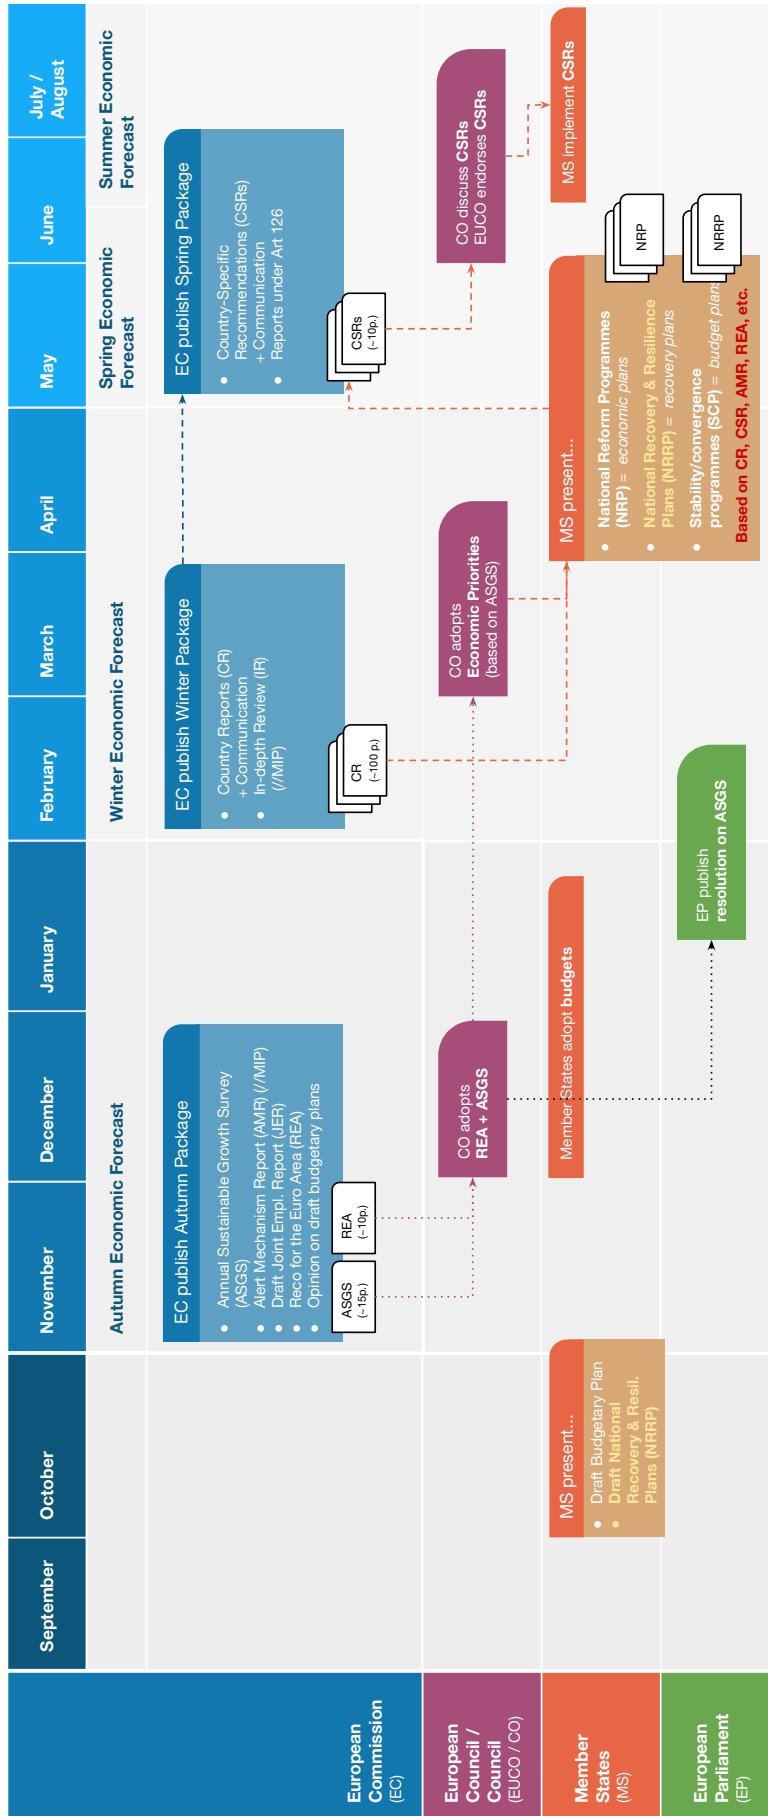 September
October
November
December
January
February
March
April
May
June
July /
August
Autumn Economic Forecast
Winter Economic Forecast
Spring Economic
Forecast
Summer Economic
Forecast
European
Commission
(EC)
EC publish Autumn Package
• Annual Sustainable Growth Survey
(ASGS)
• Alert Mechanism Report (AMR) (//MIP)
• Draft Joint Empl. Report (JER)
• Reco for the Euro Area (REA)
• Opinion on draft budgetary plans
ASGS
(~15p.)
REA
(~10p.)
EC publish Winter Package
• Country Reports (CR)
+ Communication
• In-depth Review (IR)
(//MIP)
CR
(~100 p.)
EC publish Spring Package
• Country-Specific
Recommendations (CSRs)
+ Communication
• Reports under Art 126
CSRs
(~10p.)
European
Council /
Council
(EUCO / CO)
CO adopts
REA + ASGS
CO adopts
Economic Priorities
(based on ASGS)
CO discuss CSRs
EUCO endorses CSRs
Member
States
(MS)
MS present...
• Draft Budgetary Plan
• Draft National
Recovery & Resil.
Plans (NRRP)
Member States adopt budgets
MS present...
• National Reform Programmes
(NRP) = economic plans
• National Recovery & Resilience
Plans (NRRP) = recovery plans
• Stability/convergence
programmes (SCP) = budget plans
Based on CR, CSR, AMR, REA, etc.
NRP
NRRP
MS implement CSRs
European
Parliament
(EP)
EP publish
resolution on ASGS